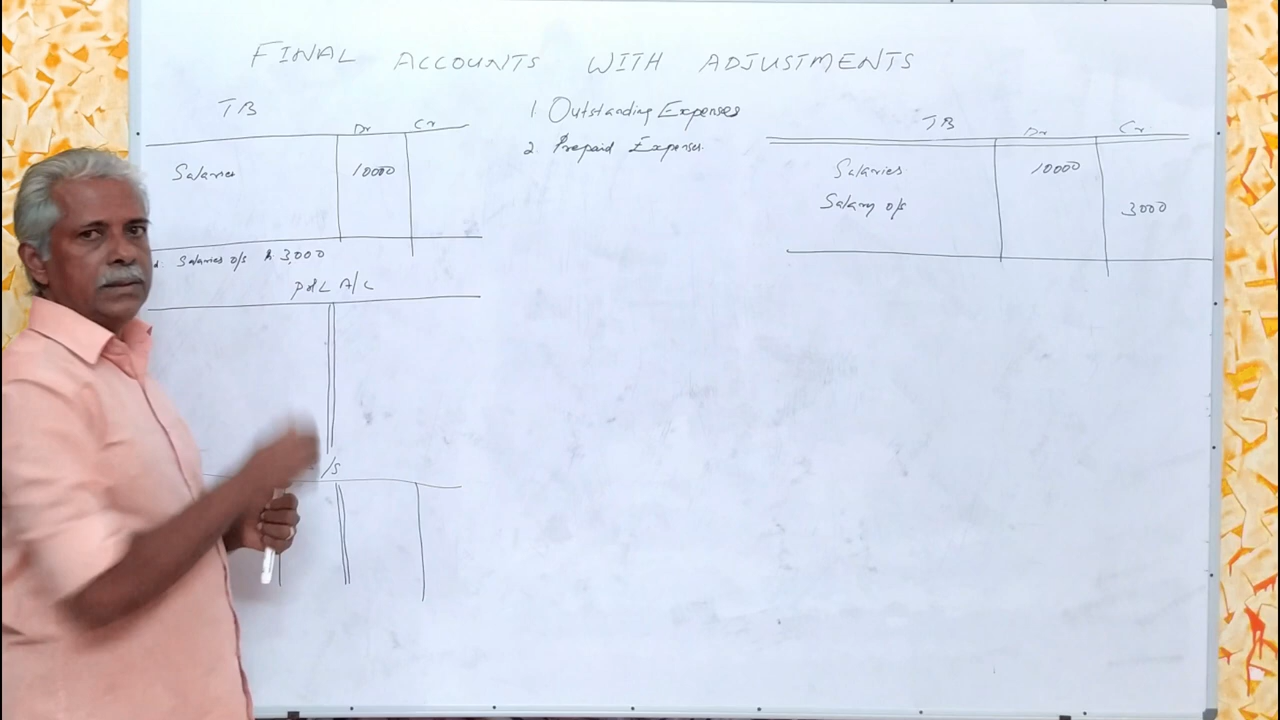 FINAL ACCOUNTS WITH ADJUSTMENTS
TB
Dr Cr
Salaries 10000
Salaries o/s 3,000
P&L A/C
/S
1. Outstanding Expenses
2. Prepaid Expenses.
TB
Dr Cr.
Salaries 10000
Salary o/s 3000